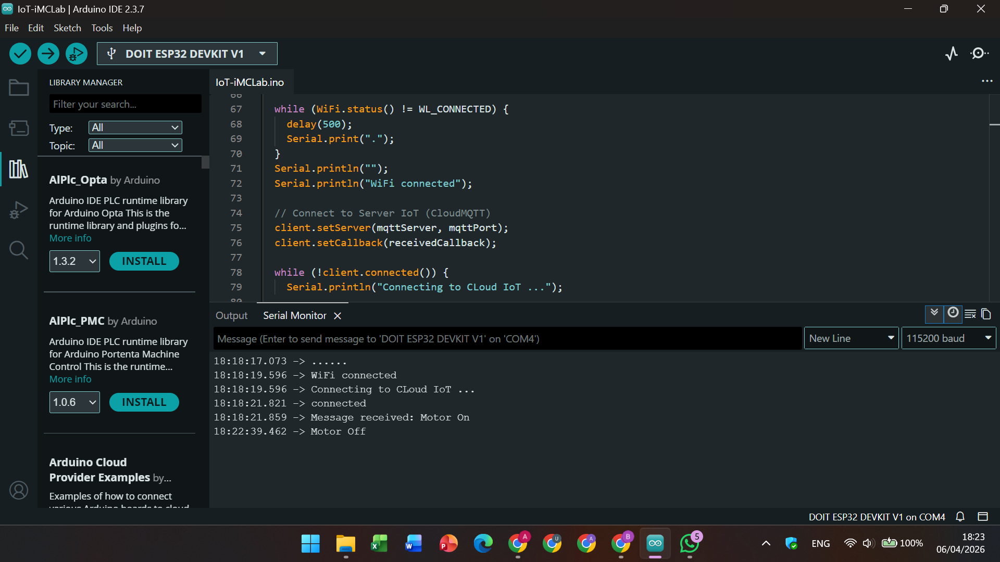 IoT-iMCLab | Arduino IDE 2.3.7
File Edit Sketch Tools Help
DOIT ESP32 DEVKIT V1
LIBRARY MANAGER
Filter your search...
Type: All
Topic: All
AlPlc_Opta by Arduino
Arduino IDE PLC runtime library
for Arduino Opta This is the
runtime library and plugins fo...
More info
1.3.2 INSTALL
AlPlc_PMC by Arduino
Arduino IDE PLC runtime library
for Arduino Portenta Machine
Control This is the runtime...
More info
1.0.6 INSTALL
Arduino Cloud
Provider Examples by...
Examples of how to connect
various Arduino boards to cloud
IoT-iMCLab.ino
66
67 while (WiFi.status() != WL_CONNECTED) {
68 delay(500);
69 Serial.print(".");
70 }
71 Serial.println("");
72 Serial.println("WiFi connected");
73
74 // Connect to Server IoT (CloudMQTT)
75 client.setServer(mqttServer, mqttPort);
76 client.setCallback(receivedCallback);
77
78 while (!client.connected()) {
79 Serial.println("Connecting to CLoud IoT ...");
80
Output Serial Monitor
Message (Enter to send message to 'DOIT ESP32 DEVKIT V1' on 'COM4')
New Line 115200 baud
18:18:17.073 -> ......
18:18:19.596 -> WiFi connected
18:18:19.596 -> Connecting to CLoud IoT ...
18:18:21.821 -> connected
18:18:21.859 -> Message received: Motor On
18:22:39.462 -> Motor Off
DOIT ESP32 DEVKIT V1 on COM4
A U A B 5
ENG 100%
18:23
06/04/2026